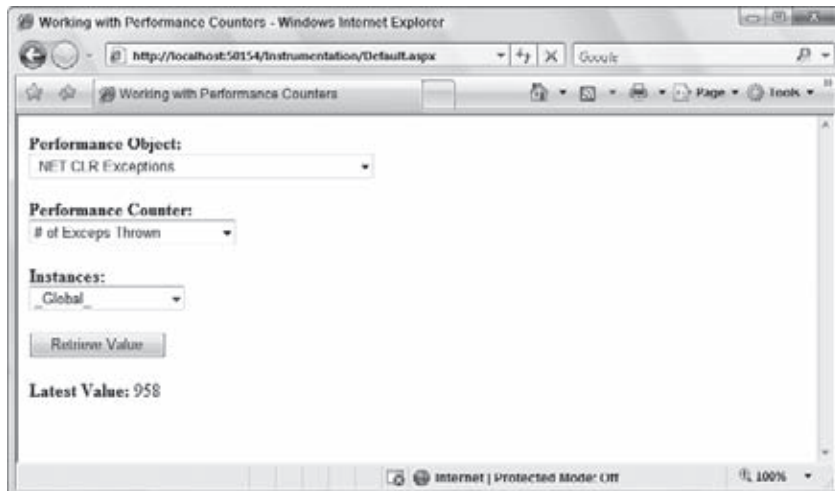 Working with Performance Counters - Windows Internet Explorer
http://localhost:50154/Instrumentation/Default.aspx
Google
Working with Performance Counters
Page
Tools
Performance Object:
.NET CLR Exceptions
Performance Counter:
# of Exceps Thrown
Instances:
_Global_
Retrieve Value
Latest Value: 958
Internet | Protected Mode: Off
100%